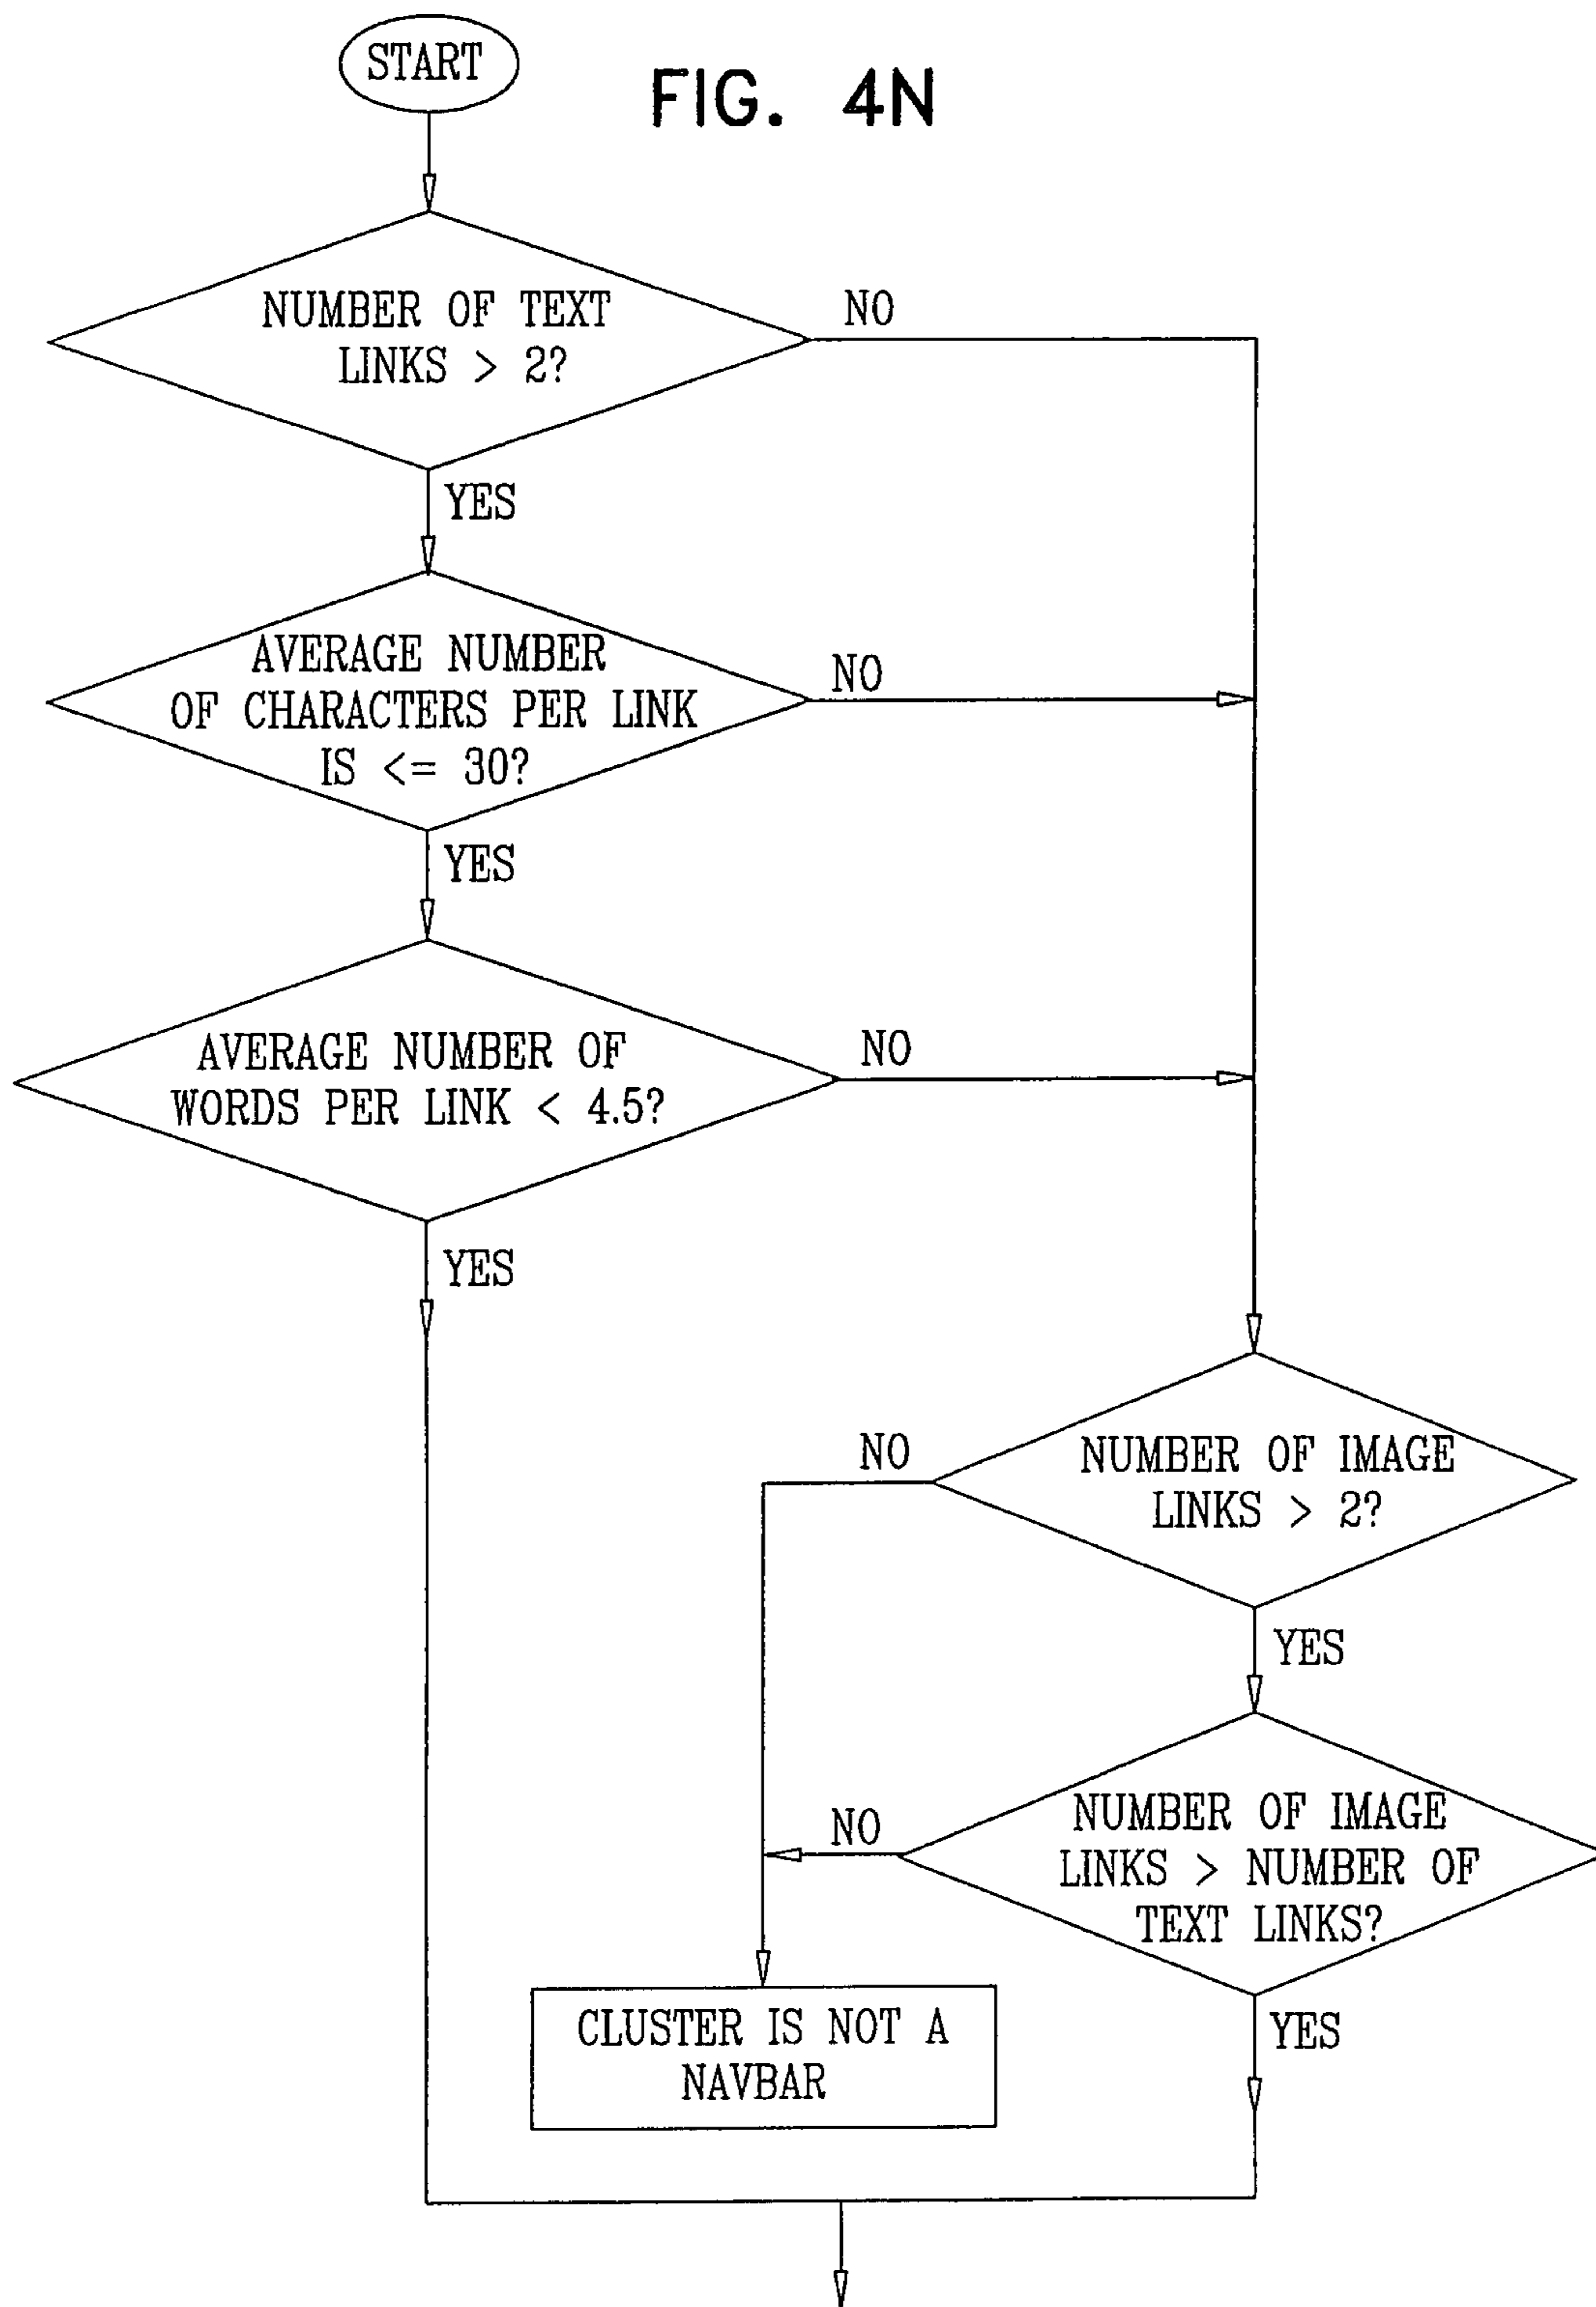 START
FIG. 4N
NUMBER OF TEXT
LINKS > 2?
NO
YES
AVERAGE NUMBER
OF CHARACTERS PER LINK
IS <= 30?
NO
YES
AVERAGE NUMBER OF
WORDS PER LINK < 4.5?
NO
YES
NUMBER OF IMAGE
LINKS > 2?
NO
YES
NUMBER OF IMAGE
LINKS > NUMBER OF
TEXT LINKS?
NO
YES
CLUSTER IS NOT A
NAVBAR